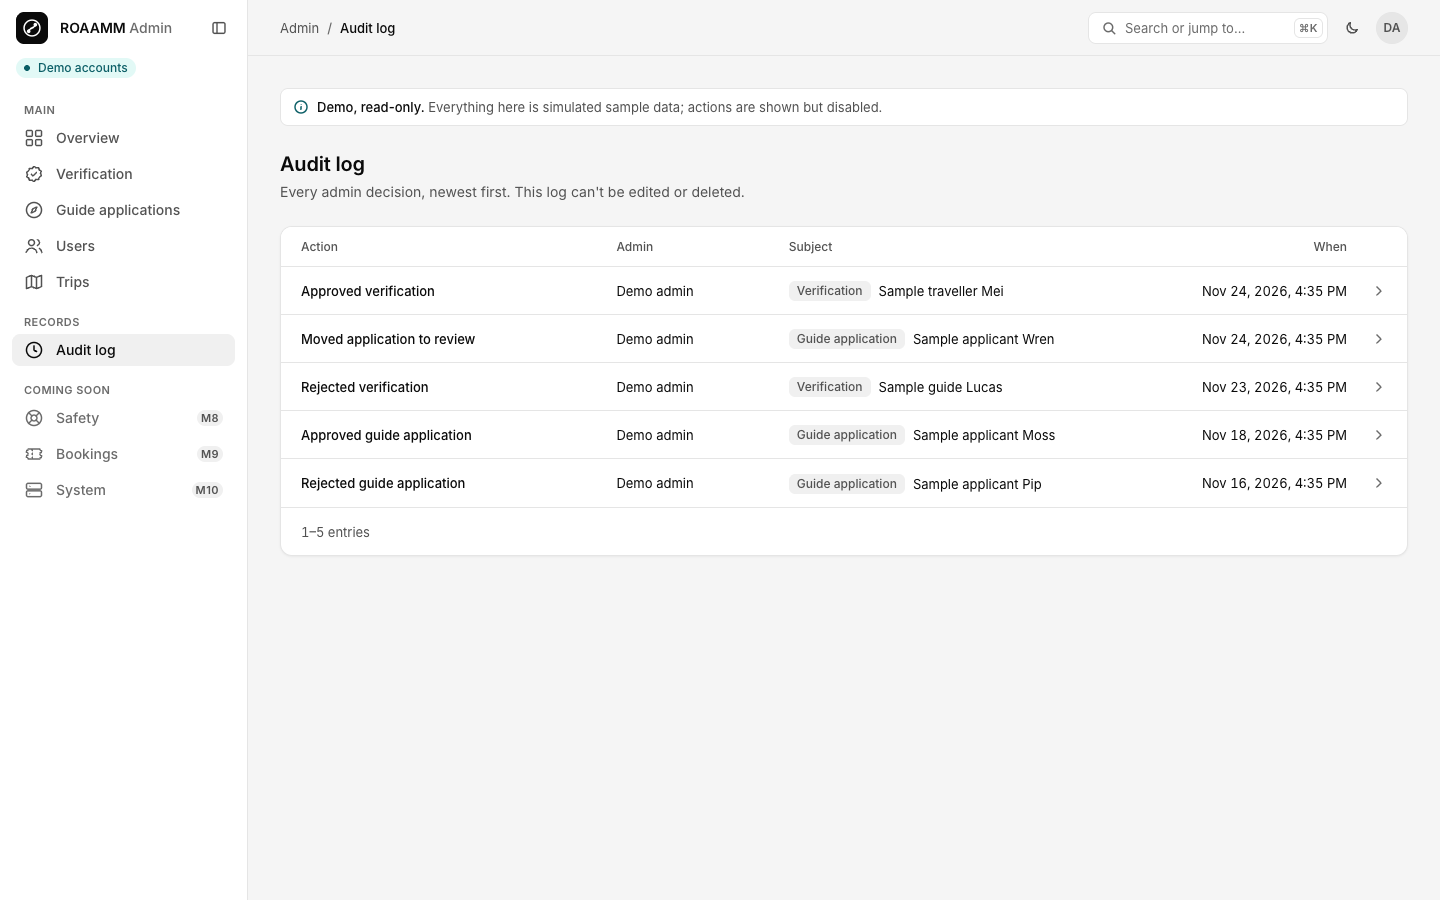 ROAAMM Admin
Demo accounts
MAIN
Overview
Verification
Guide applications
Users
Trips
RECORDS
Audit log
COMING SOON
Safety M8
Bookings M9
System M10
Admin / Audit log
Search or jump to... ⌘K
DA
Demo, read-only. Everything here is simulated sample data; actions are shown but disabled.
Audit log
Every admin decision, newest first. This log can't be edited or deleted.
Action Admin Subject When
Approved verification Demo admin Verification Sample traveller Mei Nov 24, 2026, 4:35 PM
Moved application to review Demo admin Guide application Sample applicant Wren Nov 24, 2026, 4:35 PM
Rejected verification Demo admin Verification Sample guide Lucas Nov 23, 2026, 4:35 PM
Approved guide application Demo admin Guide application Sample applicant Moss Nov 18, 2026, 4:35 PM
Rejected guide application Demo admin Guide application Sample applicant Pip Nov 16, 2026, 4:35 PM
1–5 entries